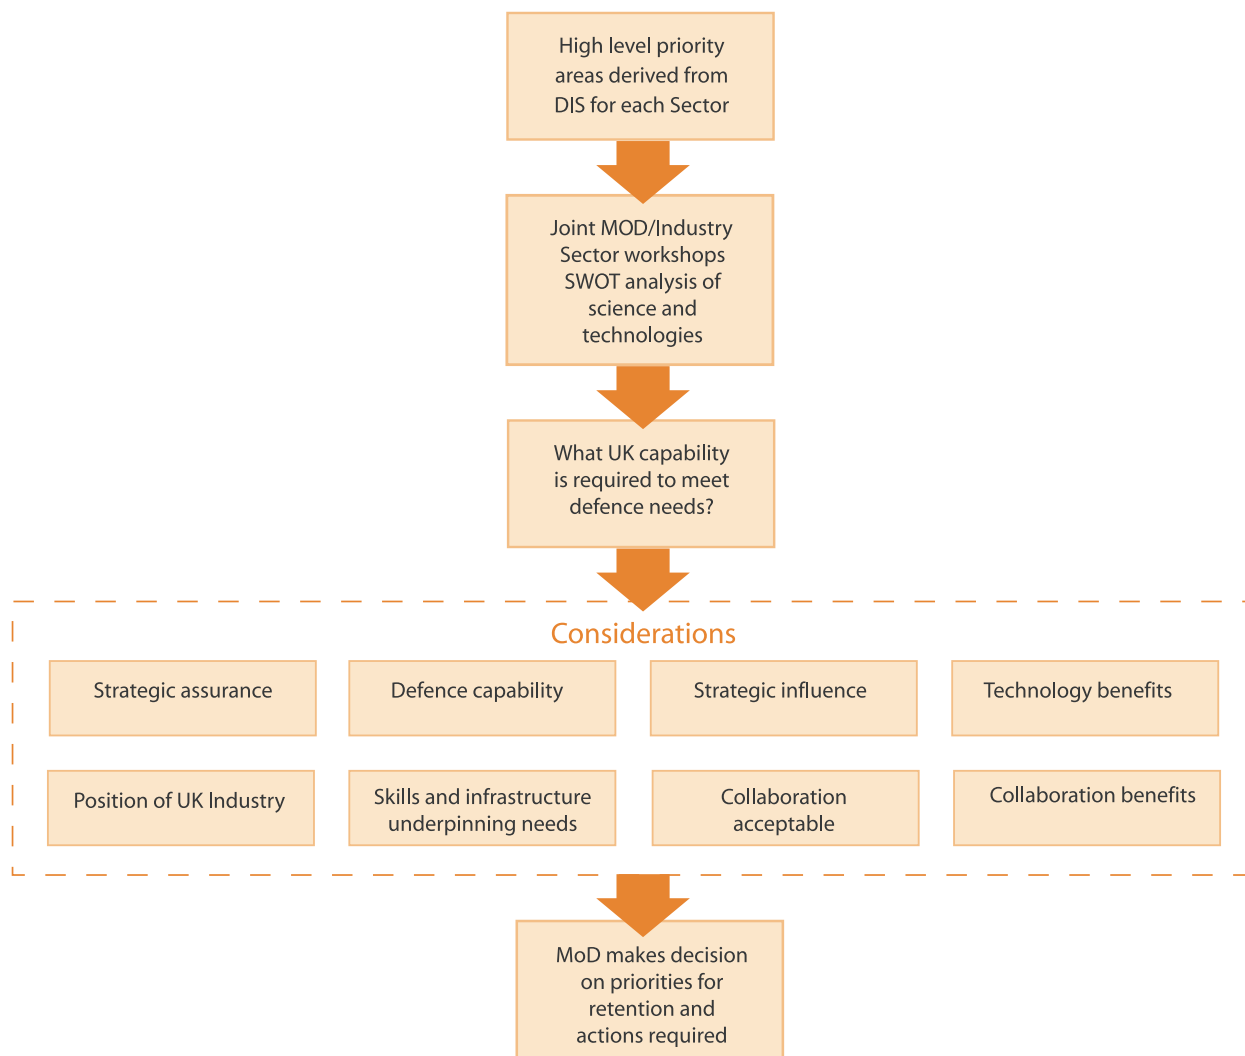 High level priority
areas derived from
DIS for each Sector
Joint MOD/Industry
Sector workshops
SWOT analysis of
science and
technologies
What UK capability
is required to meet
defence needs?
Considerations
Strategic assurance
Defence capability
Strategic influence
Technology benefits
Position of UK Industry
Skills and infrastructure
underpinning needs
Collaboration
acceptable
Collaboration benefits
MoD makes decision
on priorities for
retention and
actions required